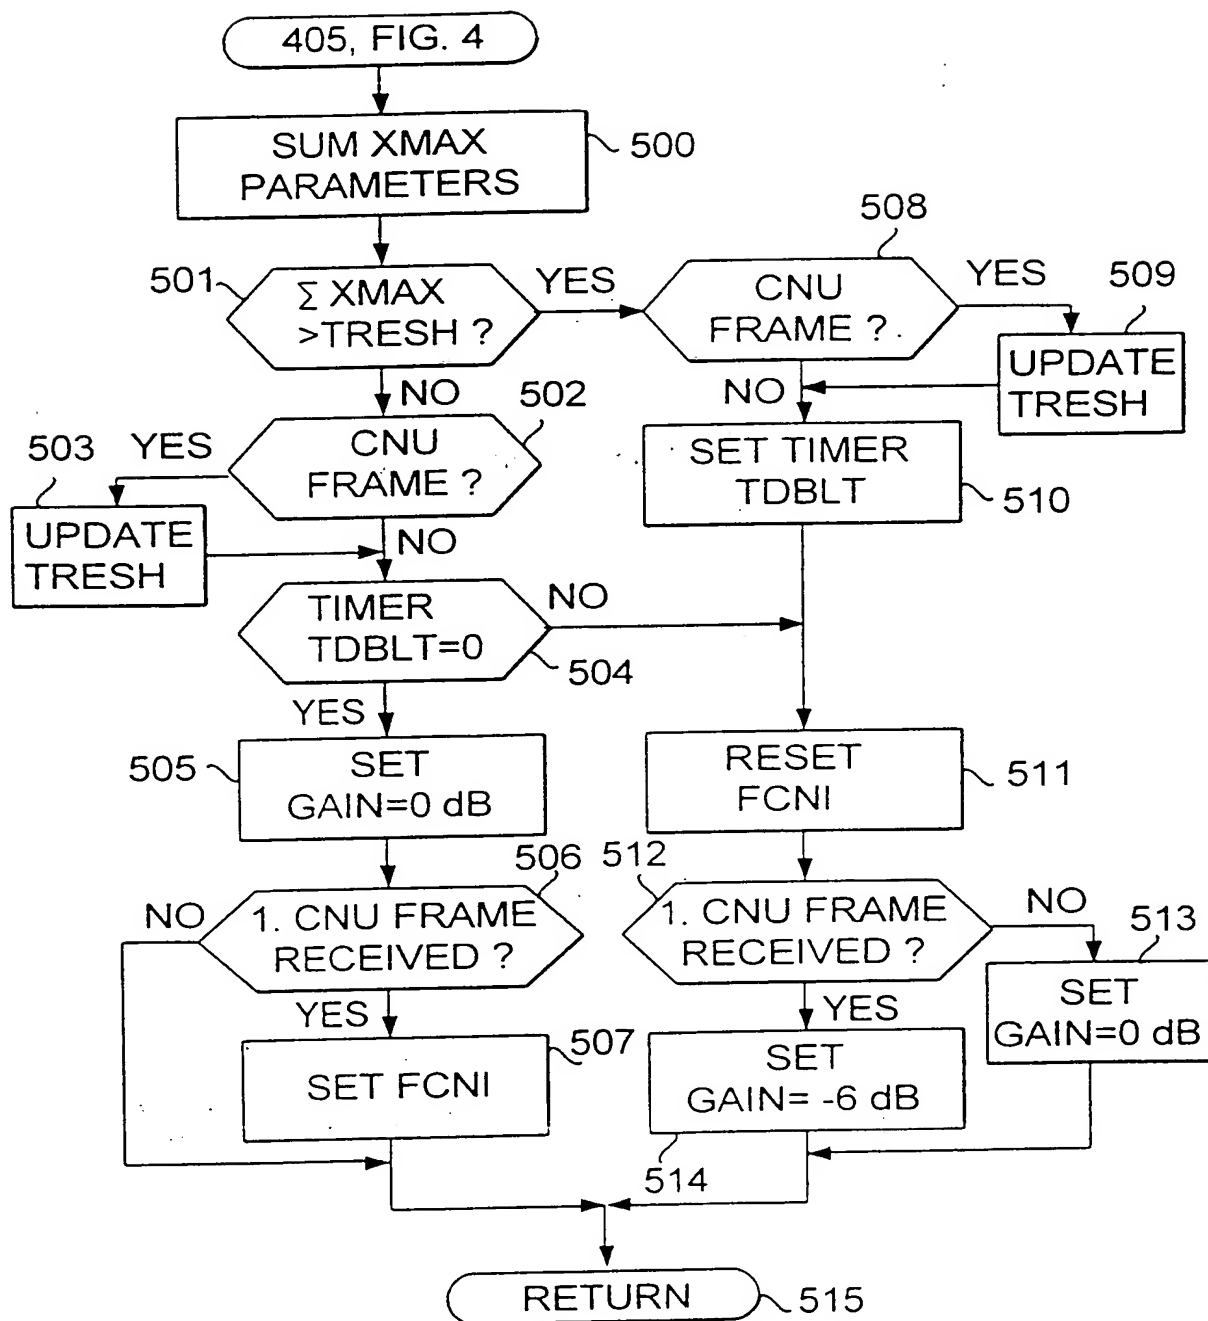 405, FIG. 4
SUM XMAX
PARAMETERS
500
501
Σ XMAX
>TRESH ?
YES
NO
508
CNU
FRAME ?
YES
NO
509
UPDATE
TRESH
502
CNU
FRAME ?
YES
NO
503
UPDATE
TRESH
SET TIMER
TDBLT
510
TIMER
TDBLT=0
NO
504
YES
505
SET
GAIN=0 dB
RESET
FCNI
511
506
1. CNU FRAME
RECEIVED ?
NO
YES
512
1. CNU FRAME
RECEIVED ?
NO
YES
513
SET
GAIN=0 dB
507
SET FCNI
SET
GAIN= -6 dB
514
RETURN
515